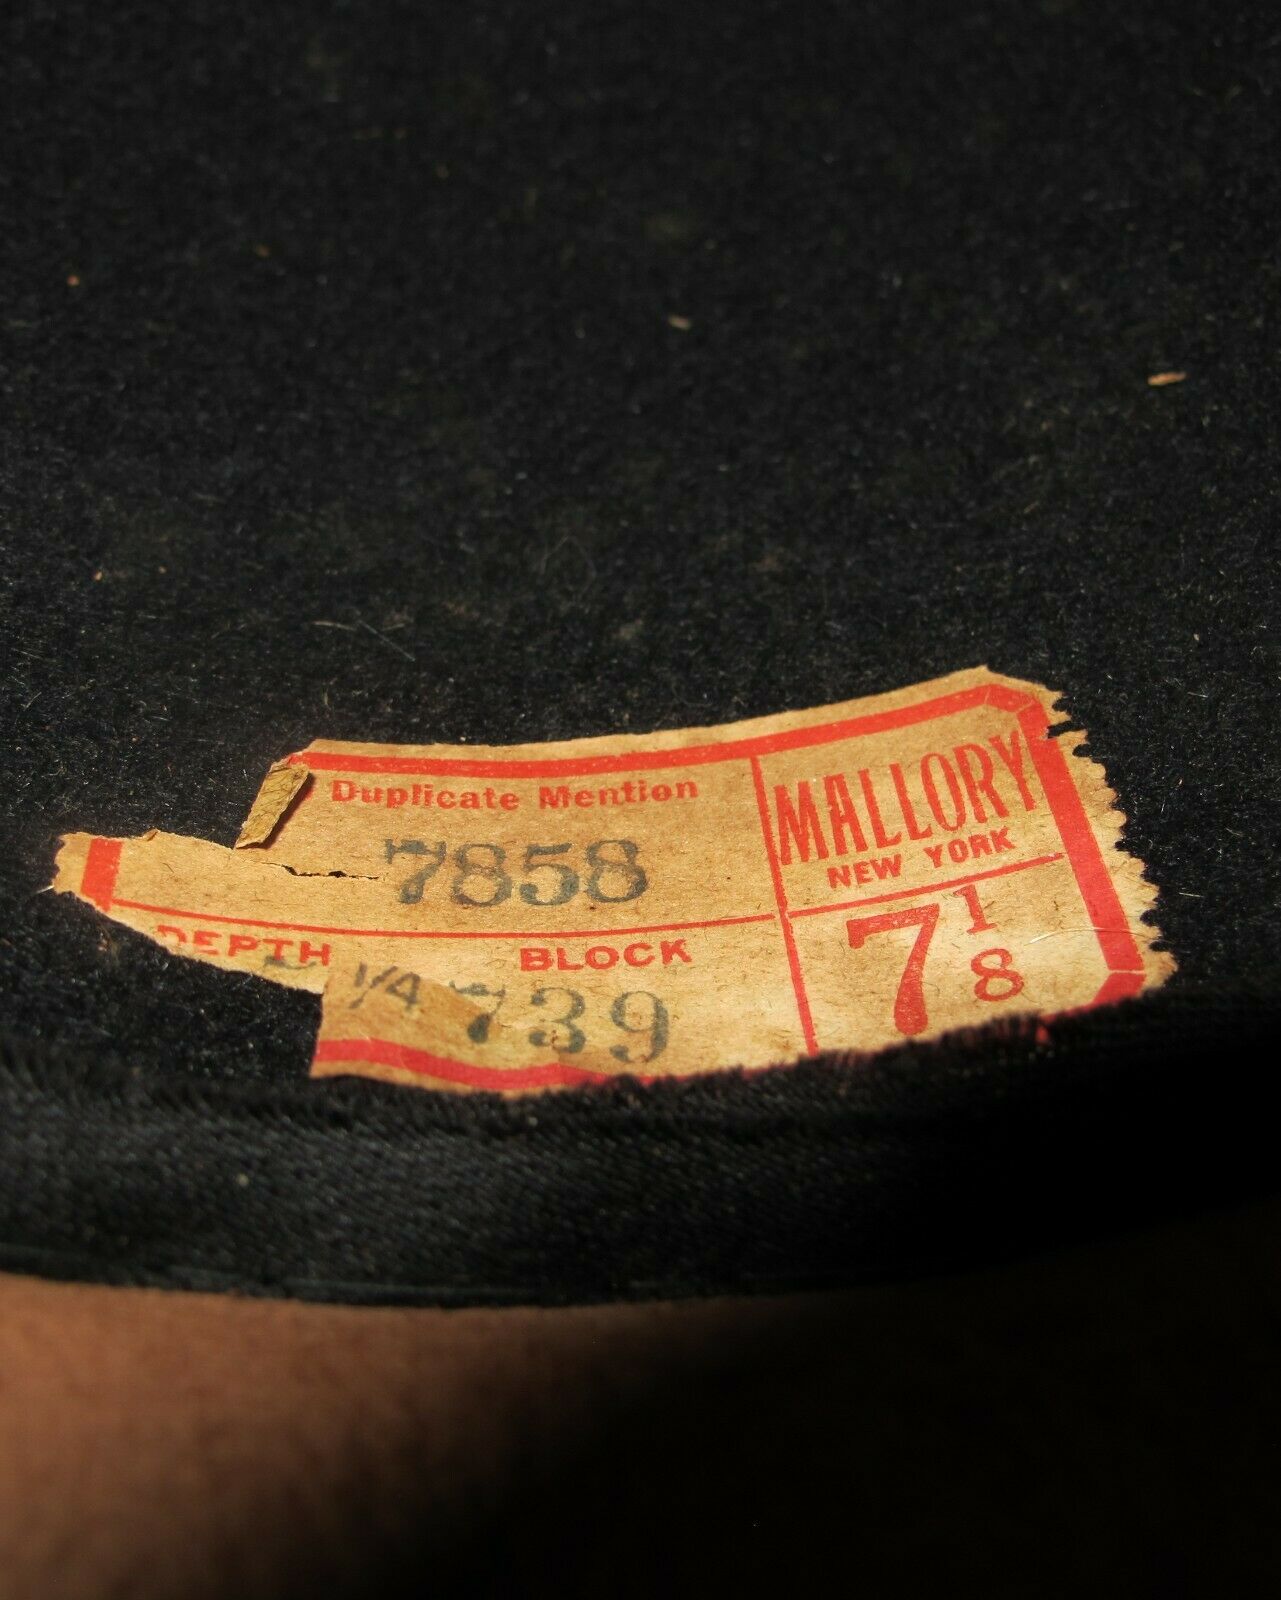 Duplicate Mention
7858
MALLORY
NEW YORK
7 1/8
DEPTH
1/4
BLOCK
739